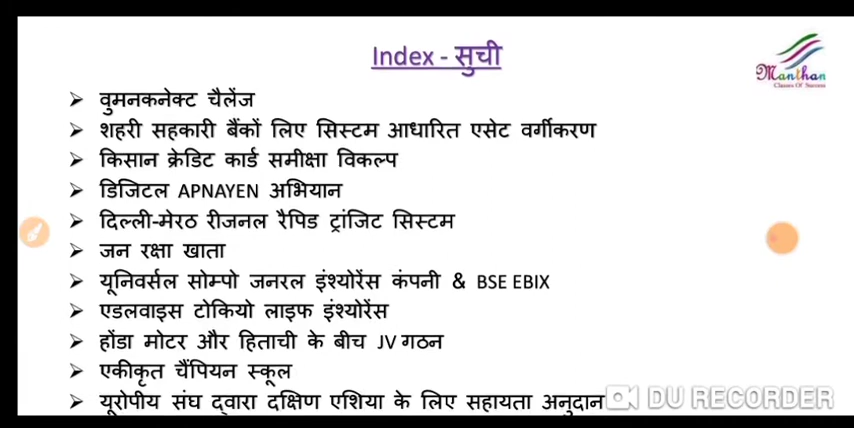 Index - सुची
Manthan
Classes Of Success
➢ वुमनकनेक्ट चैलेंज
➢ शहरी सहकारी बैंकों लिए सिस्टम आधारित एसेट वर्गीकरण
➢ किसान क्रेडिट कार्ड समीक्षा विकल्प
➢ डिजिटल APNAYEN अभियान
➢ दिल्ली-मेरठ रीजनल रैपिड ट्रांजिट सिस्टम
➢ जन रक्षा खाता
➢ यूनिवर्सल सोम्पो जनरल इंश्योरेंस कंपनी & BSE EBIX
➢ एडलवाइस टोकियो लाइफ इंश्योरेंस
➢ होंडा मोटर और हिताची के बीच JV गठन
➢ एकीकृत चैंपियन स्कूल
➢ यूरोपीय संघ द्वारा दक्षिण एशिया के लिए सहायता अनुदान
DU RECORDER